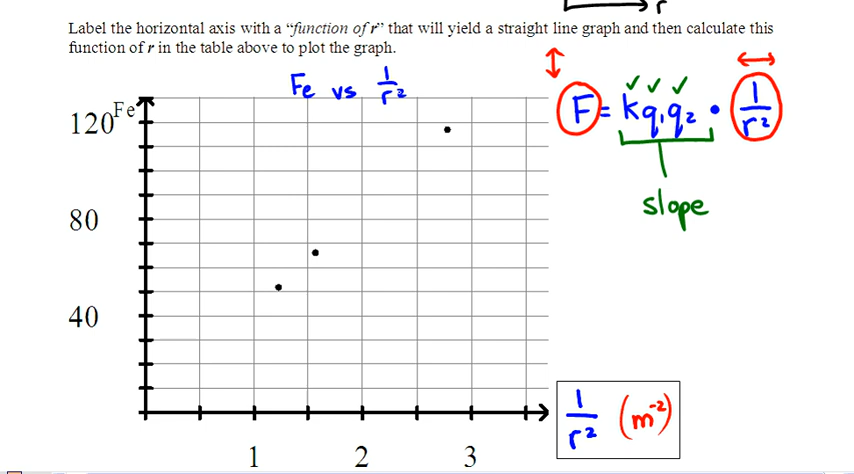 r
Label the horizontal axis with a “function of r” that will yield a straight line graph and then calculate this
function of r in the table above to plot the graph.
Fe vs 1/r²
F = kq₁q₂ • 1/r²
slope
Fe
120
80
40
1 2 3
1/r² (m⁻²)